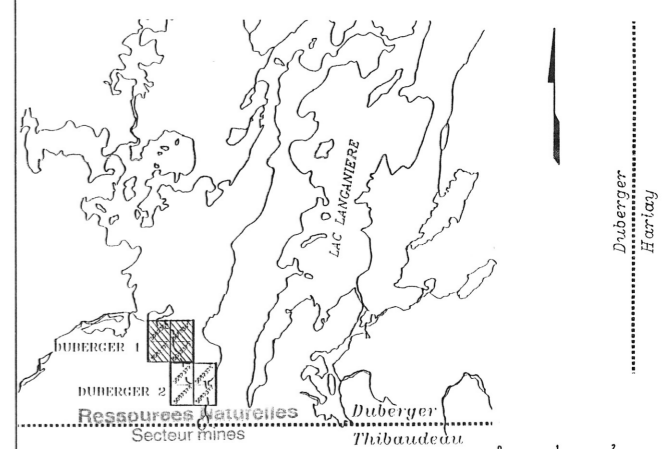 LAC LANGANIERE
Duberger
Harlay
DUBERGER 1
DUBERGER 2
Ressources Naturelles
Secteur mines
Duberger
Thibaudeau